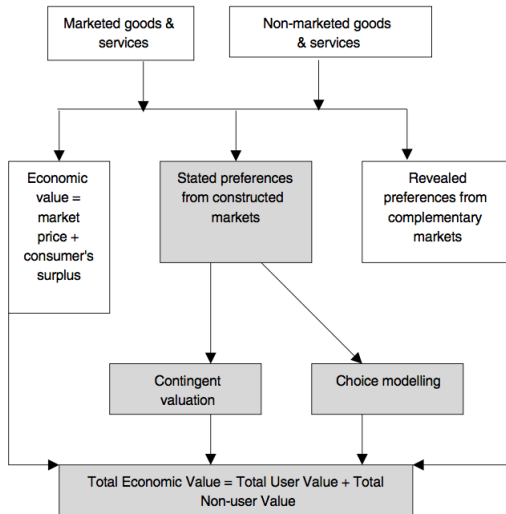 Marketed goods &
services
Non-marketed goods
& services
Economic
value =
market
price +
consumer's
surplus
Stated preferences
from constructed
markets
Revealed
preferences from
complementary
markets
Contingent
valuation
Choice modelling
Total Economic Value = Total User Value + Total
Non-user Value